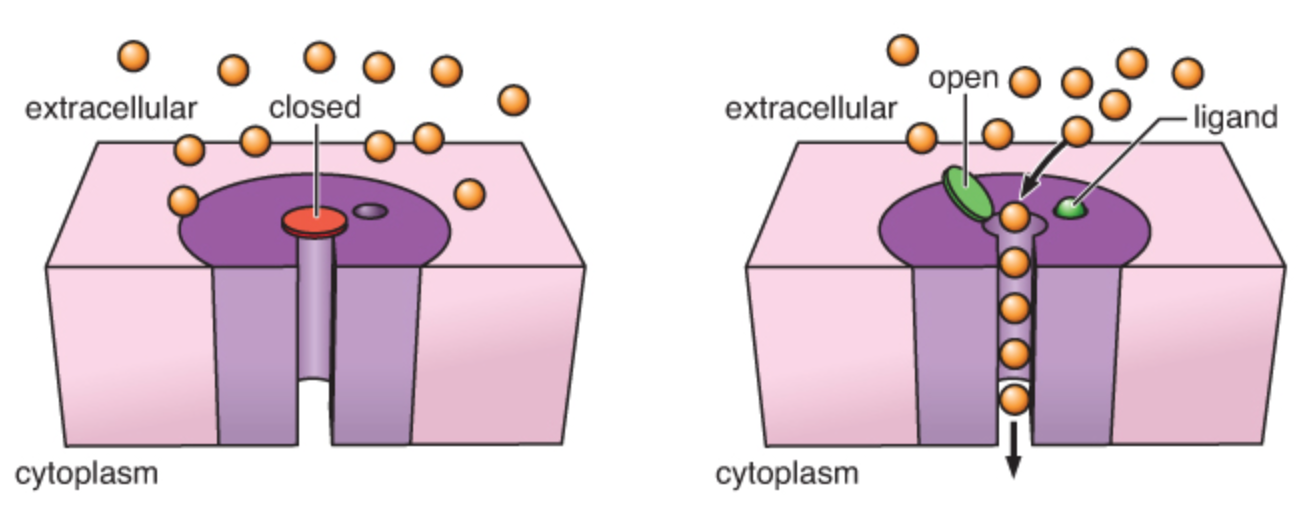 extracellular
closed
cytoplasm
open
extracellular
ligand
cytoplasm